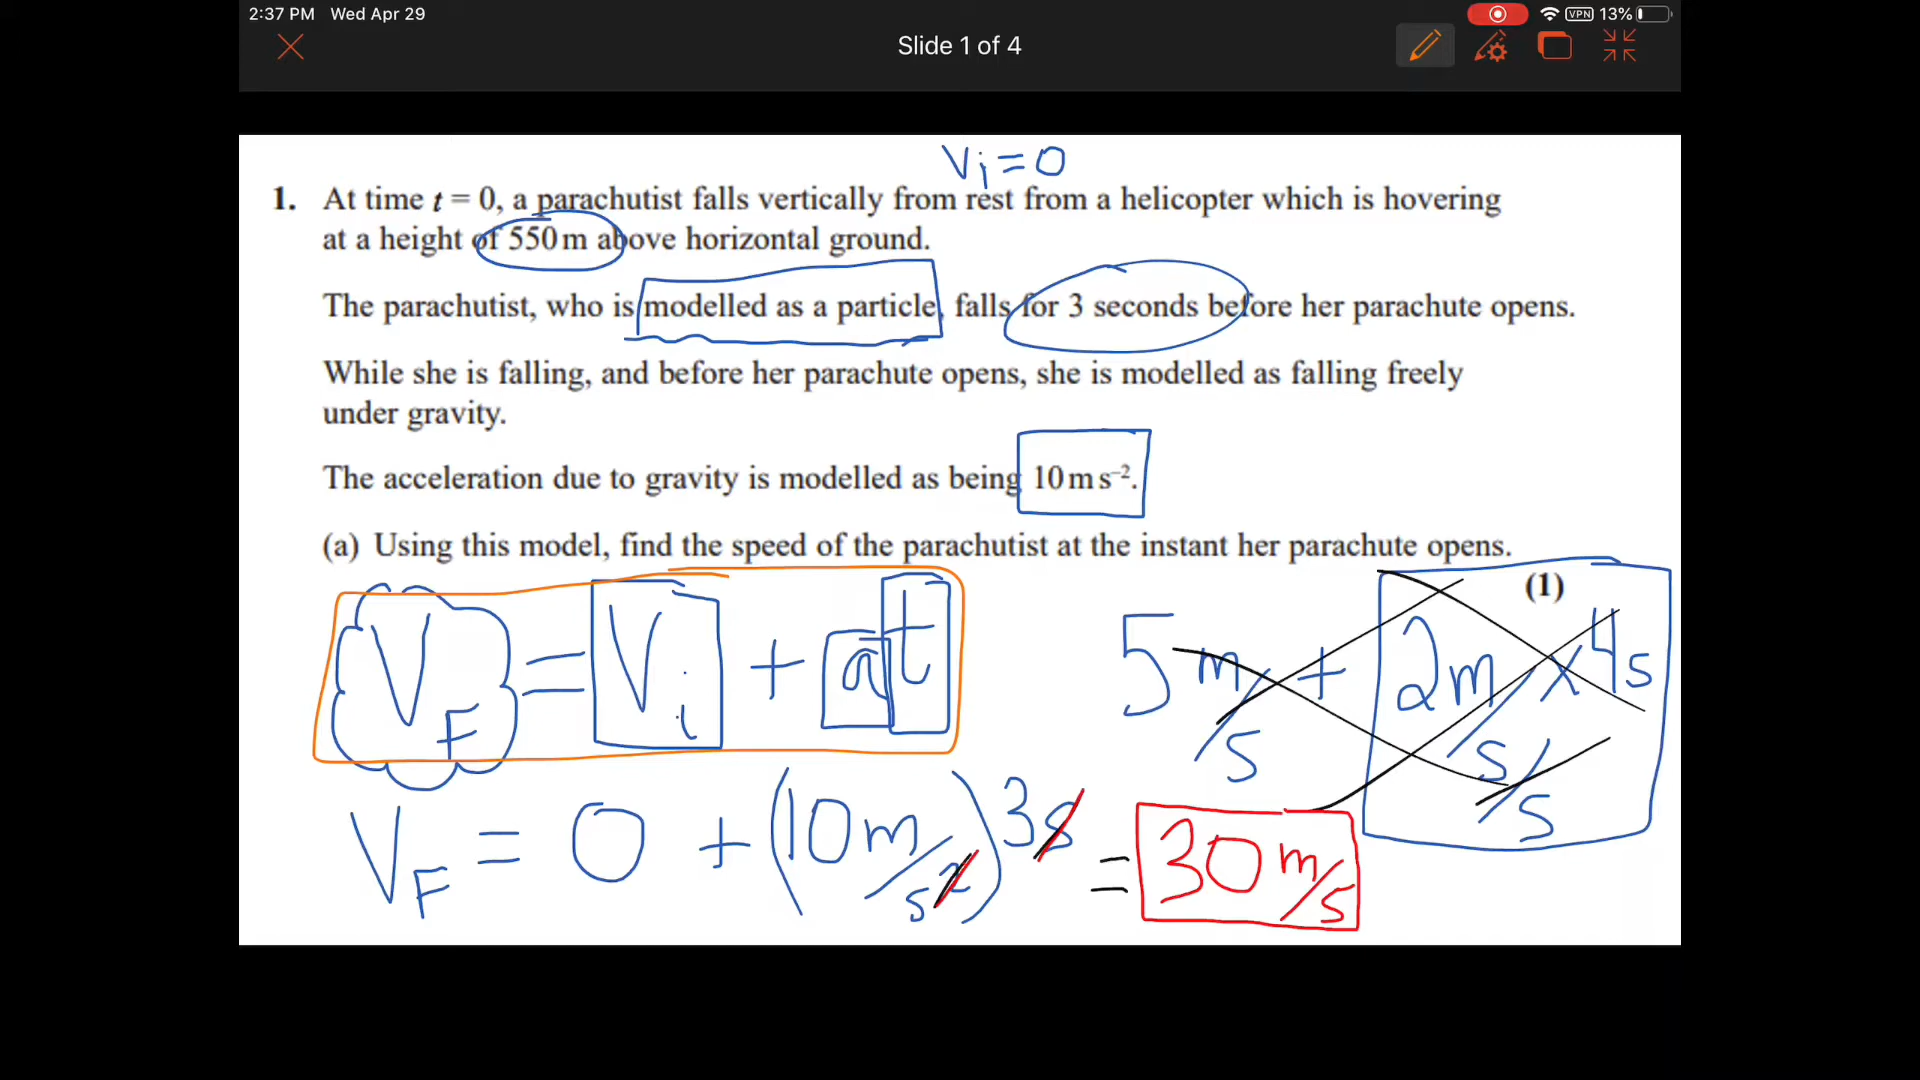 2:37 PM Wed Apr 29
VPN 13%
Slide 1 of 4
Vi=0
1. At time t = 0, a parachutist falls vertically from rest from a helicopter which is hovering
at a height of 550 m above horizontal ground.
The parachutist, who is modelled as a particle, falls for 3 seconds before her parachute opens.
While she is falling, and before her parachute opens, she is modelled as falling freely
under gravity.
The acceleration due to gravity is modelled as being 10 m s⁻².
(a) Using this model, find the speed of the parachutist at the instant her parachute opens.
(1)
VF = Vi + at
5 m/s + 2m/s/s x 4s
VF = 0 + (10m/s2) 3s = 30 m/s